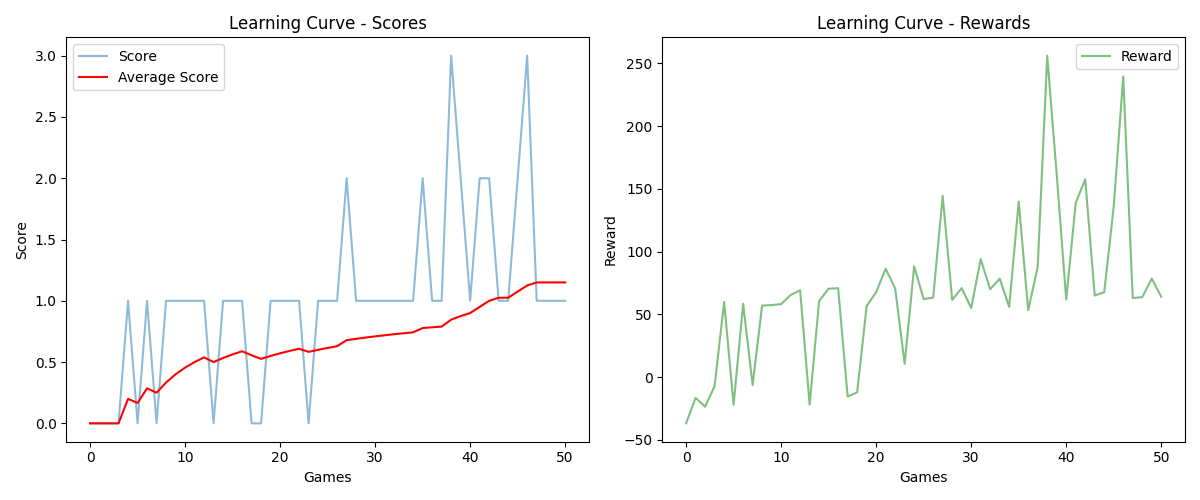 Learning Curve - Scores
Score
Average Score
3.0
2.5
2.0
1.5
1.0
0.5
0.0
Score
0 10 20 30 40 50
Games
Learning Curve - Rewards
Reward
250
200
150
100
50
0
−50
Reward
0 10 20 30 40 50
Games